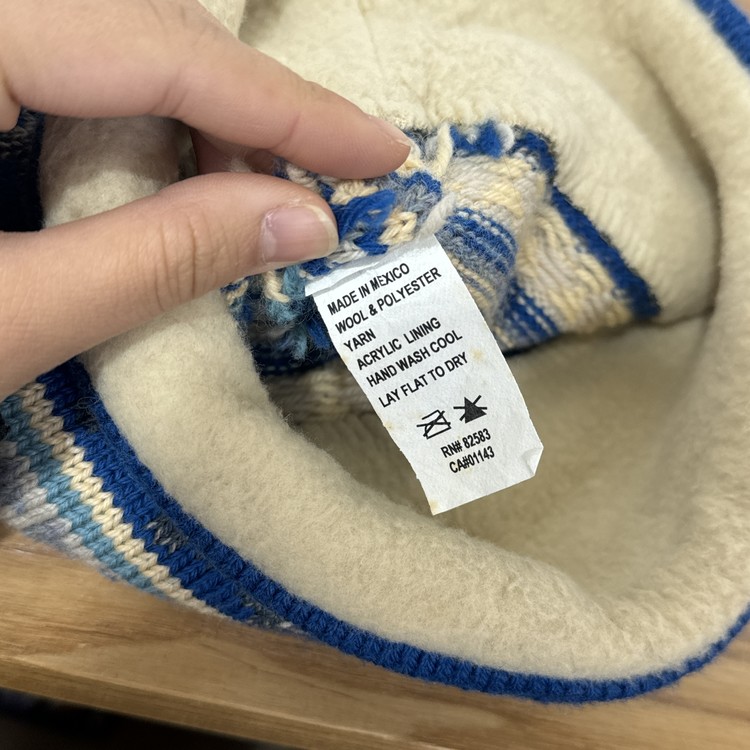 MADE IN MEXICO
WOOL & POLYESTER
YARN
ACRYLIC LINING
HAND WASH COOL
LAY FLAT TO DRY
RN# 82583
CA#01143